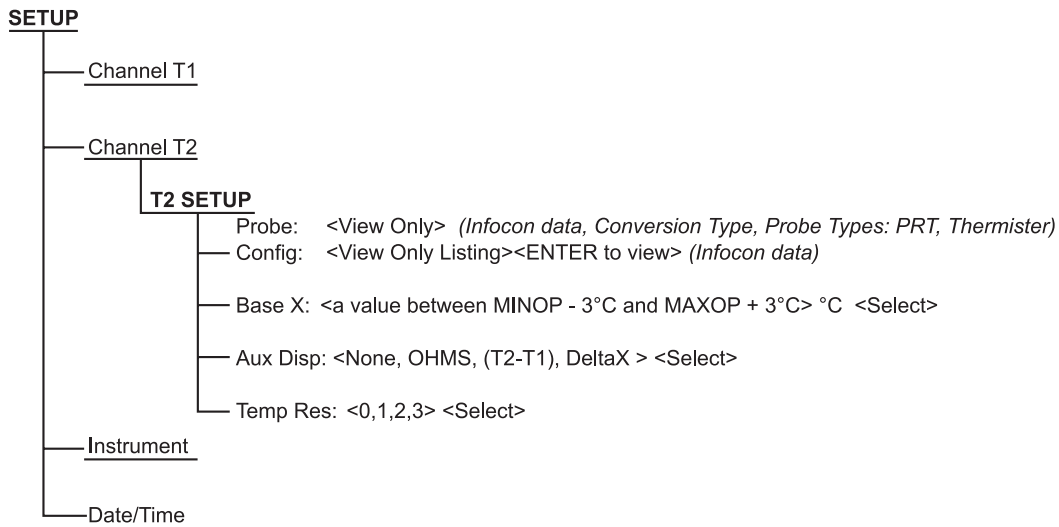 SETUP
Channel T1
Channel T2
T2 SETUP
Probe: <View Only> (Infocon data, Conversion Type, Probe Types: PRT, Thermister)
Config: <View Only Listing><ENTER to view> (Infocon data)
Base X: <a value between MINOP - 3°C and MAXOP + 3°C> °C <Select>
Aux Disp: <None, OHMS, (T2-T1), DeltaX > <Select>
Temp Res: <0,1,2,3> <Select>
Instrument
Date/Time